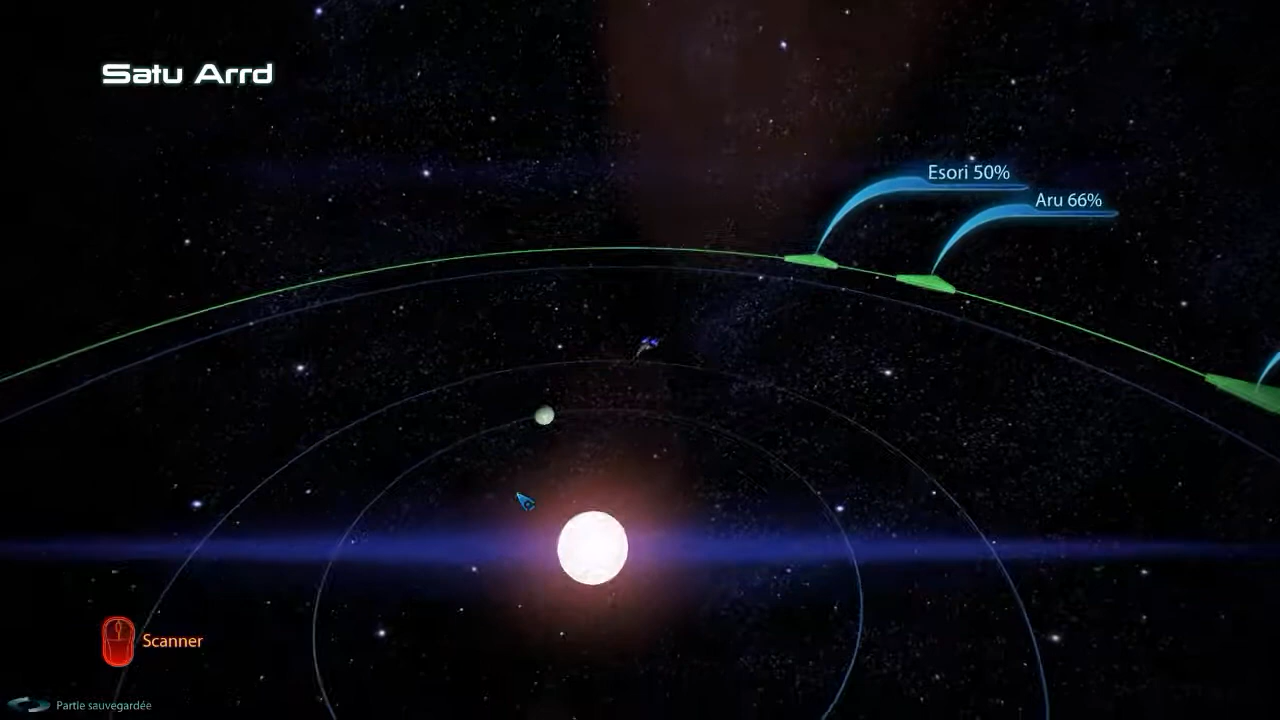 Satu Arrd
Esori 50%
Aru 66%
Scanner
Partie sauvegardée